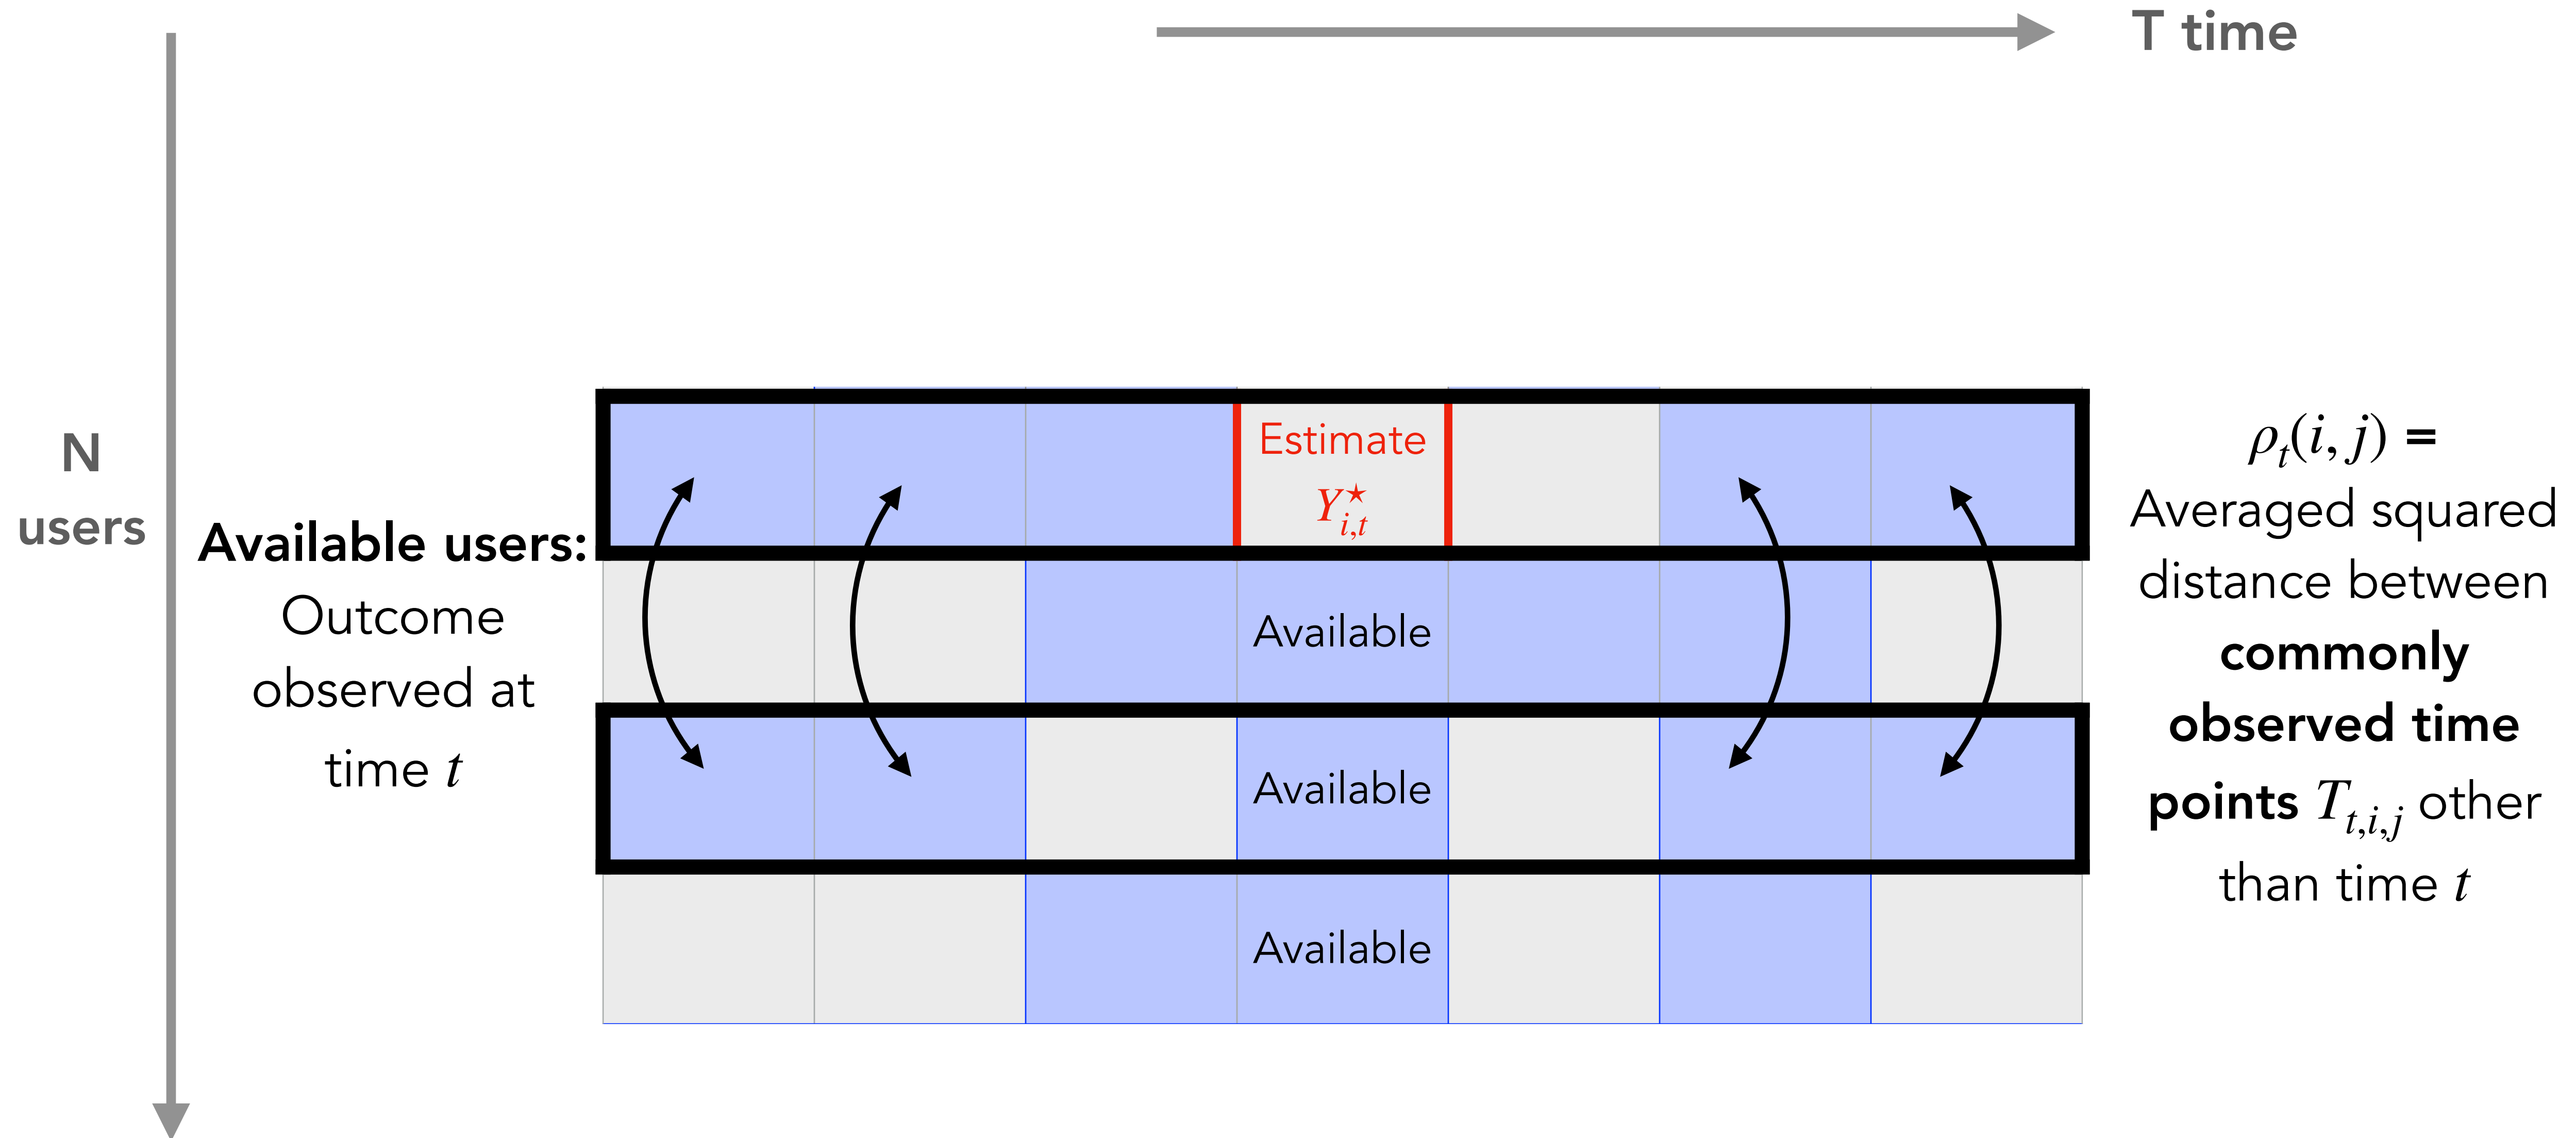 T time
N
users
Available users:
Outcome
observed at
time t
Estimate
Y★i,t
Available
Available
Available
ρt(i, j) =
Averaged squared
distance between
commonly
observed time
points Tt,i,j other
than time t